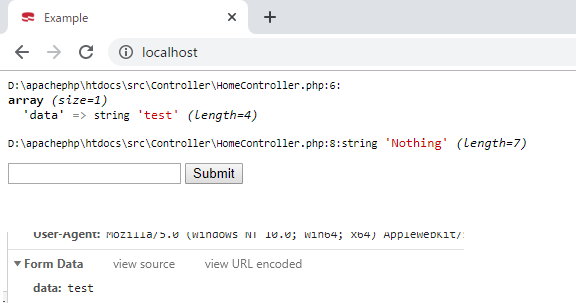 Example
localhost
D:\apachephp\htdocs\src\Controller\HomeController.php:6:
array (size=1)
'data' => string 'test' (length=4)
D:\apachephp\htdocs\src\Controller\HomeController.php:8:string 'Nothing' (length=7)
Submit
User-Agent: Mozilla/5.0 (Windows NT 10.0; Win64; x64) AppleWebKit/
Form Data view source view URL encoded
data: test